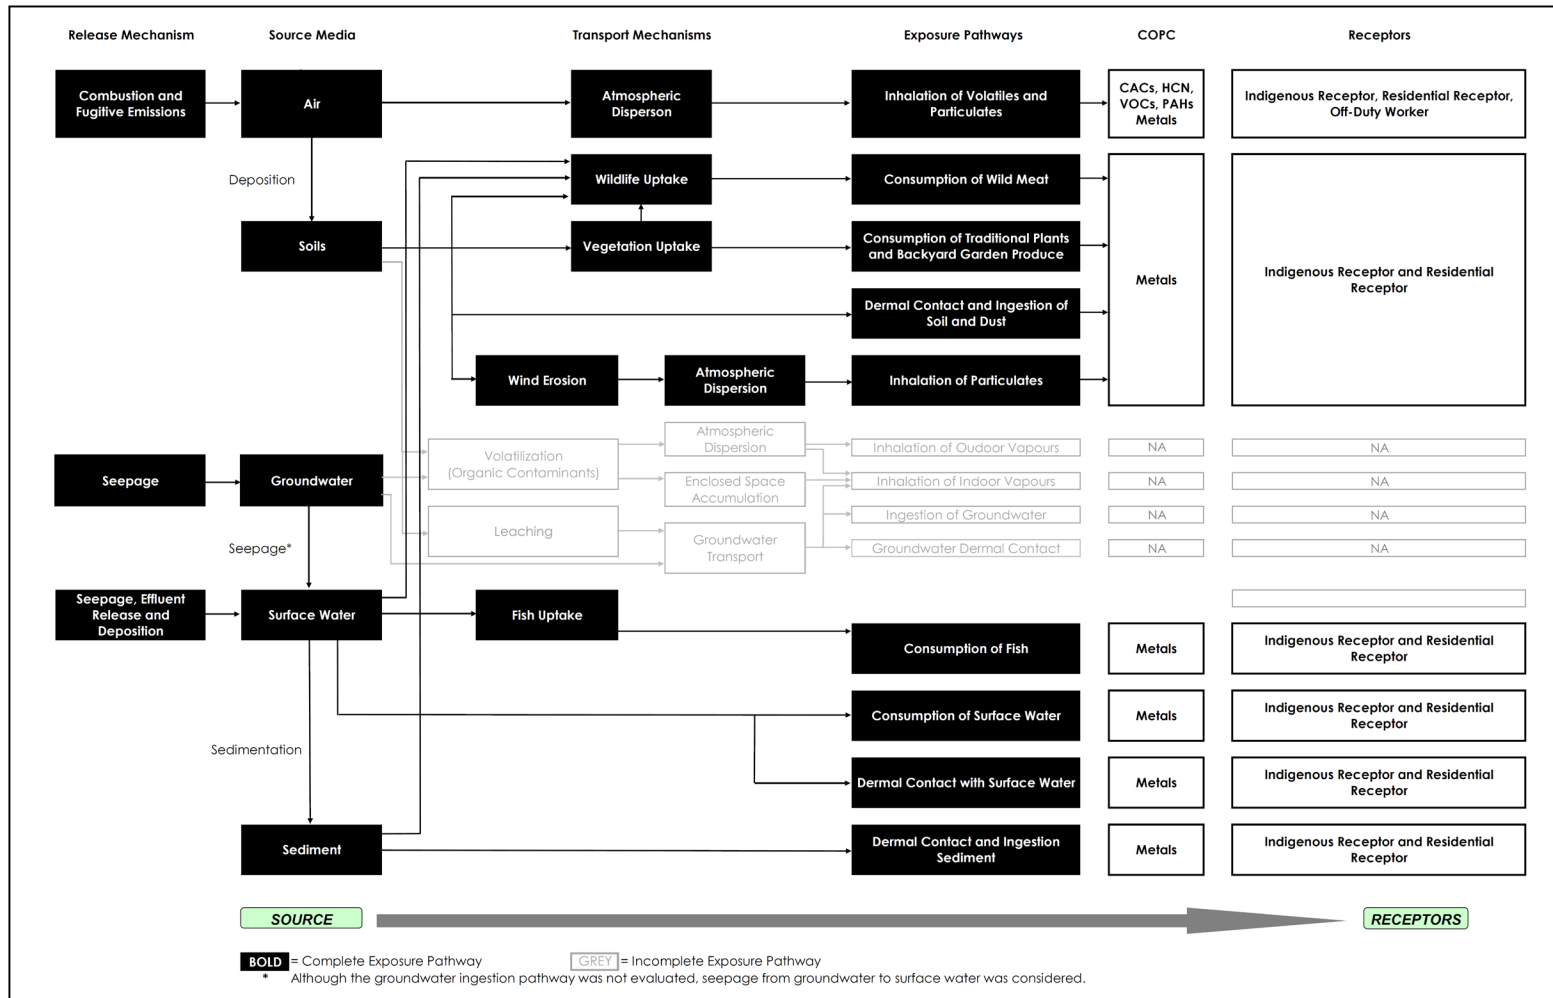 Release Mechanism
Source Media
Transport Mechanisms
Exposure Pathways
COPC
Receptors
Combustion and
Fugitive Emissions
Air
Atmospheric
Disperson
Inhalation of Volatiles and
Particulates
CACs, HCN,
VOCs, PAHs
Metals
Indigenous Receptor, Residential Receptor,
Off-Duty Worker
Deposition
Wildlife Uptake
Consumption of Wild Meat
Soils
Vegetation Uptake
Consumption of Traditional Plants
and Backyard Garden Produce
Metals
Indigenous Receptor and Residential
Receptor
Dermal Contact and Ingestion of
Soil and Dust
Wind Erosion
Atmospheric
Dispersion
Inhalation of Particulates
Volatilization
(Organic Contaminants)
Atmospheric
Dispersion
Inhalation of Oudoor Vapours
NA
NA
Seepage
Groundwater
Enclosed Space
Accumulation
Inhalation of Indoor Vapours
NA
NA
Leaching
Ingestion of Groundwater
NA
NA
Seepage*
Groundwater
Transport
Groundwater Dermal Contact
NA
NA
Seepage, Effluent
Release and
Deposition
Surface Water
Fish Uptake
Consumption of Fish
Metals
Indigenous Receptor and Residential
Receptor
Consumption of Surface Water
Metals
Indigenous Receptor and Residential
Receptor
Sedimentation
Dermal Contact with Surface Water
Metals
Indigenous Receptor and Residential
Receptor
Sediment
Dermal Contact and Ingestion
Sediment
Metals
Indigenous Receptor and Residential
Receptor
SOURCE
RECEPTORS
BOLD = Complete Exposure Pathway
GREY = Incomplete Exposure Pathway
* Although the groundwater ingestion pathway was not evaluated, seepage from groundwater to surface water was considered.